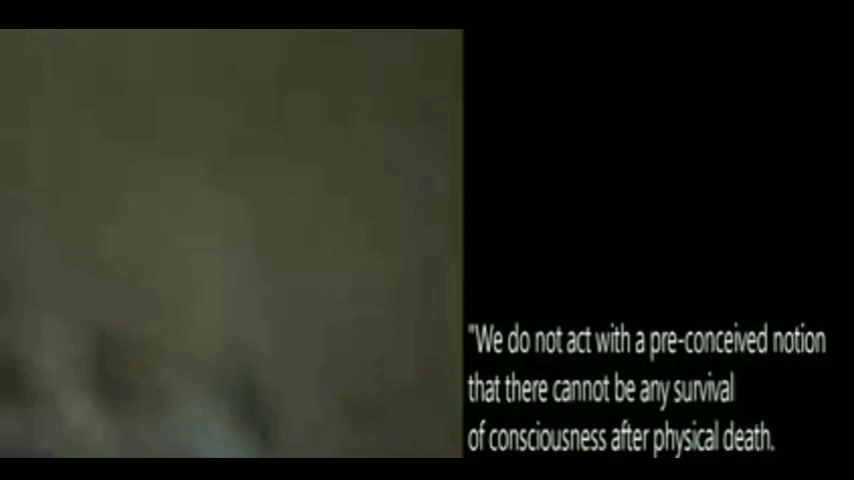 "We do not act with a pre-conceived notion
that there cannot be any survival
of consciousness after physical death.